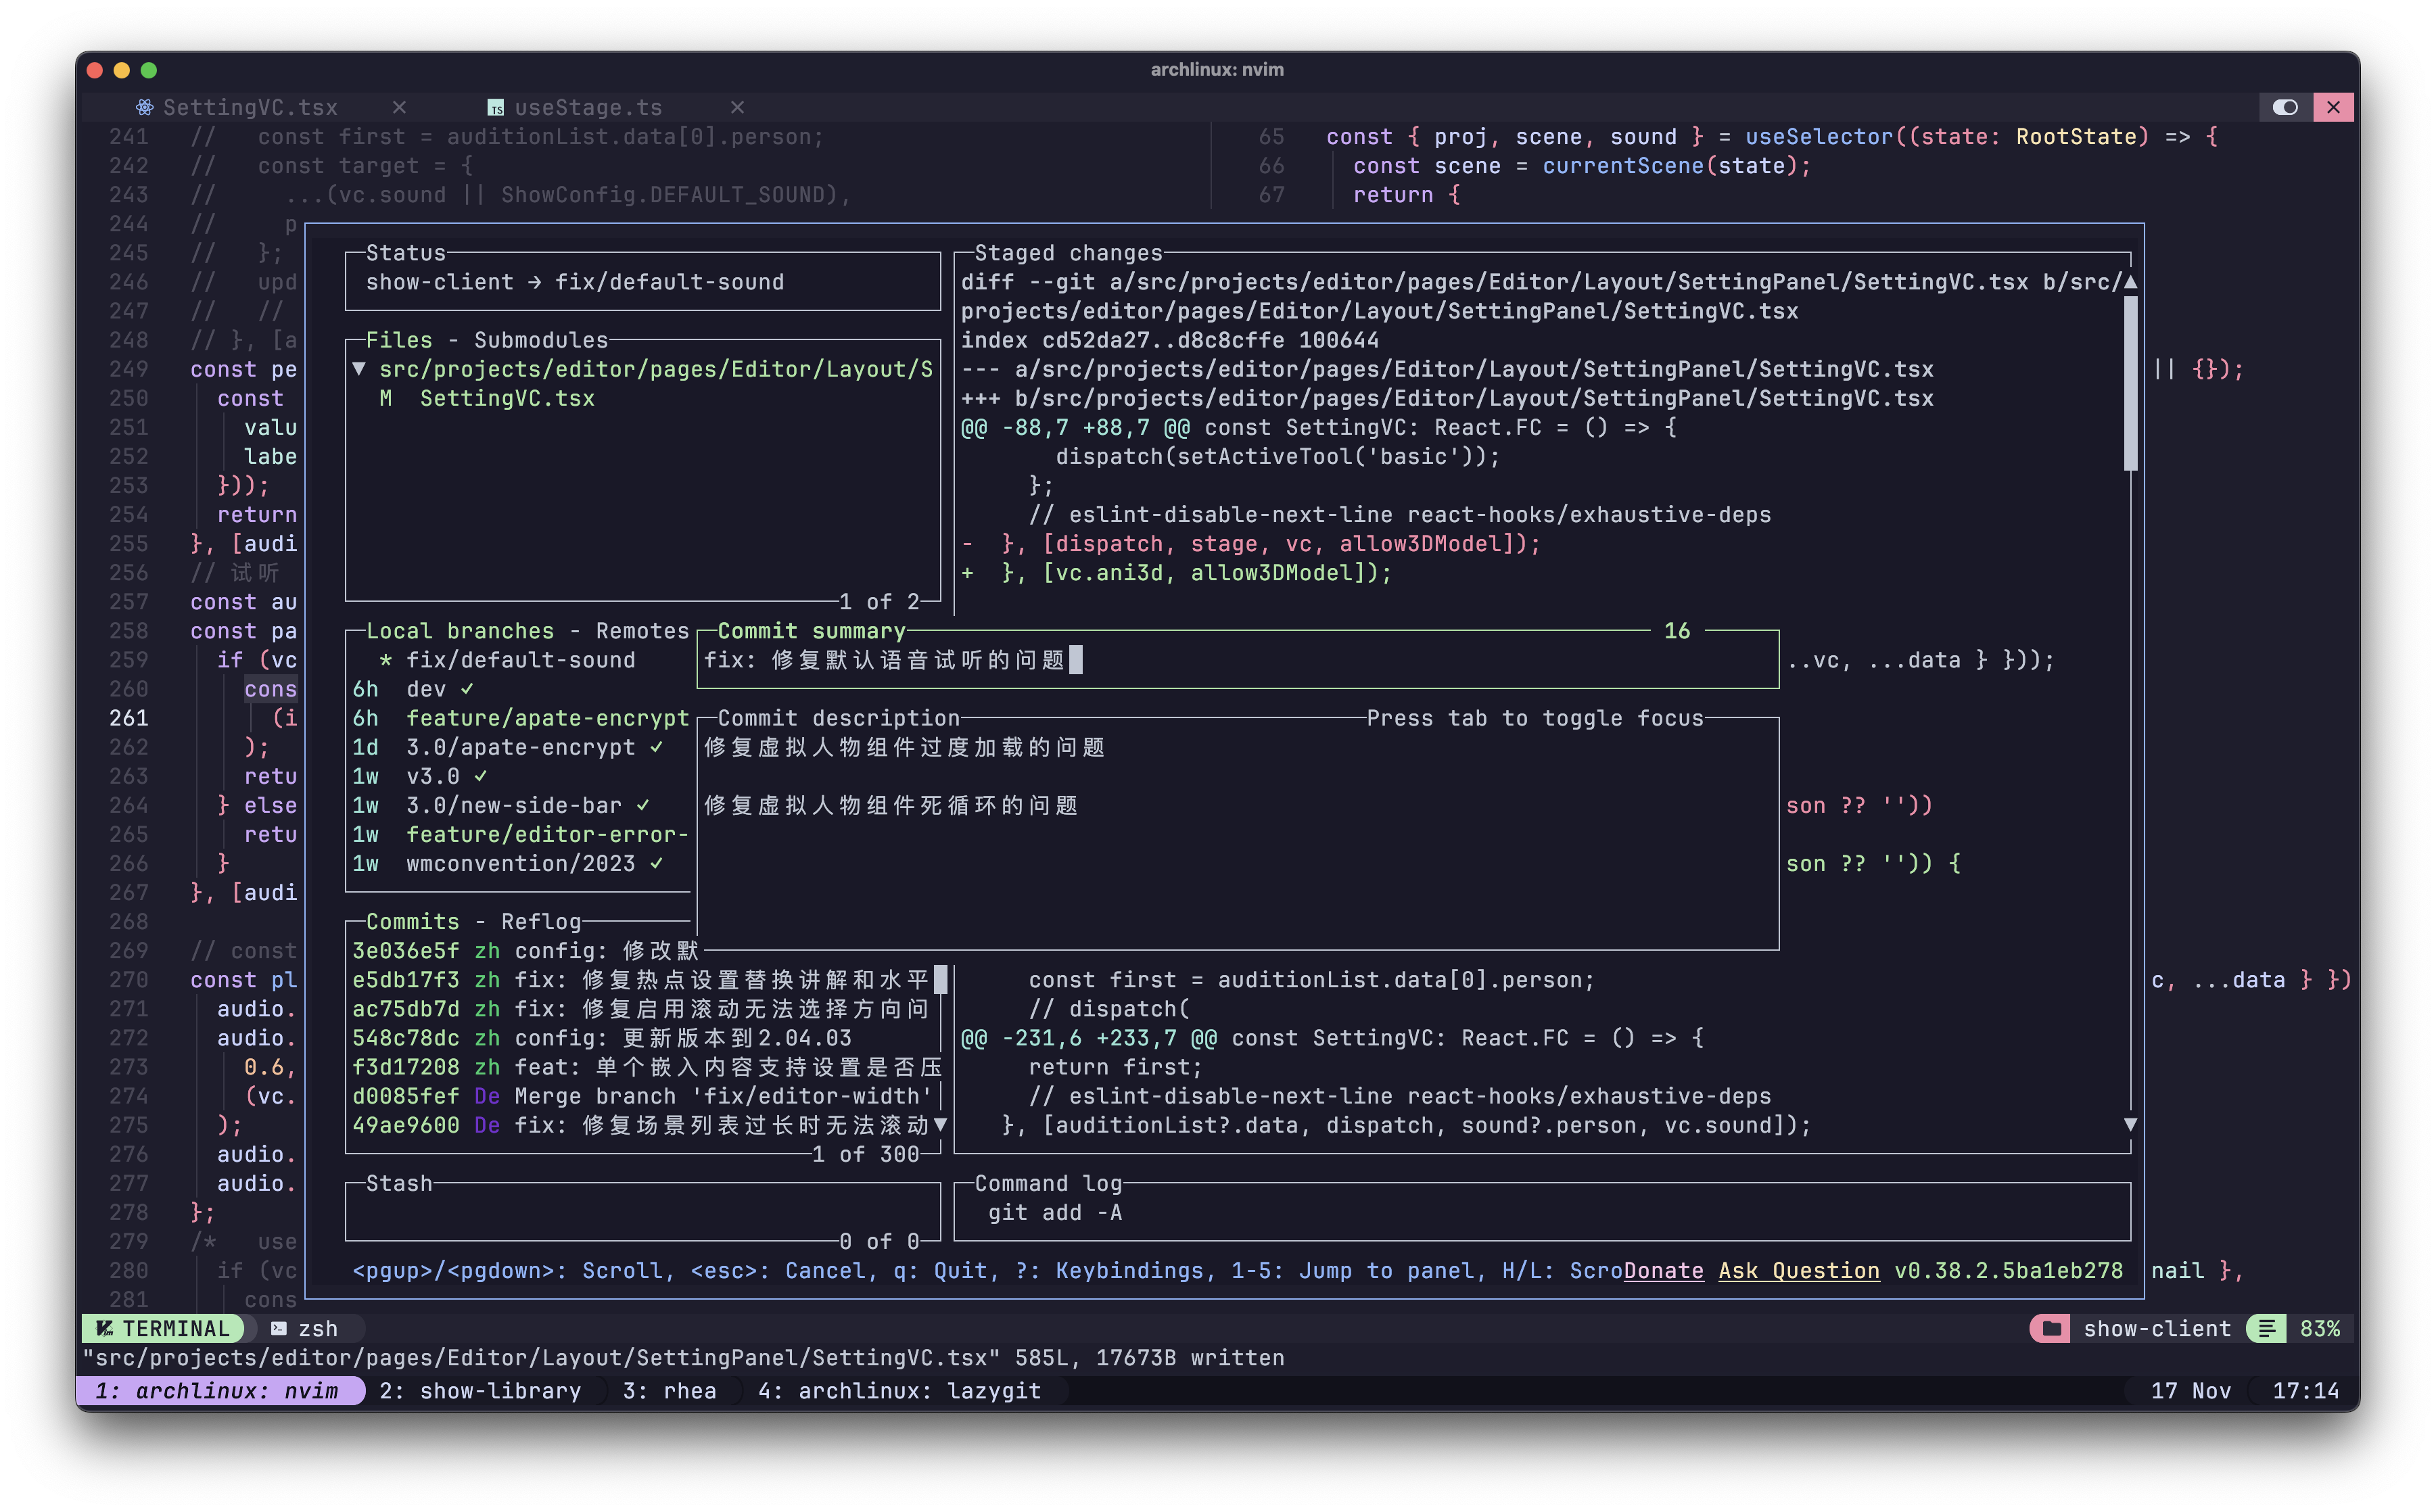 archlinux: nvim
SettingVC.tsx ✕ useStage.ts ✕
241 // const first = auditionList.data[0].person;
242 // const target = {
243 // ...(vc.sound || ShowConfig.DEFAULT_SOUND),
244 // p
245 // };
246 // upd
247 // //
248 // }, [a
249 const pe
250 const
251 valu
252 labe
253 }));
254 return
255 }, [audi
256 // 试听
257 const au
258 const pa
259 if (vc
260 cons
261 (i
262 );
263 retu
264 } else
265 retu
266 }
267 }, [audi
268
269 // const
270 const pl
271 audio.
272 audio.
273 0.6,
274 (vc.
275 );
276 audio.
277 audio.
278 };
279 /* use
280 if (vc
281 cons
65 const { proj, scene, sound } = useSelector((state: RootState) => {
66 const scene = currentScene(state);
67 return {
|| {});
..vc, ...data } }));
son ?? ''))
son ?? '')) {
c, ...data } })
nail },
Status
show-client → fix/default-sound
Files - Submodules
▼ src/projects/editor/pages/Editor/Layout/S
M SettingVC.tsx
1 of 2
Local branches - Remotes
* fix/default-sound
6h dev ✓
6h feature/apate-encrypt
1d 3.0/apate-encrypt ✓
1w v3.0 ✓
1w 3.0/new-side-bar ✓
1w feature/editor-error-
1w wmconvention/2023 ✓
Commits - Reflog
3e036e5f zh config: 修改默
e5db17f3 zh fix: 修复热点设置替换讲解和水平
ac75db7d zh fix: 修复启用滚动无法选择方向问
548c78dc zh config: 更新版本到2.04.03
f3d17208 zh feat: 单个嵌入内容支持设置是否压
d0085fef De Merge branch 'fix/editor-width'
49ae9600 De fix: 修复场景列表过长时无法滚动
1 of 300
Stash
0 of 0
Staged changes
diff --git a/src/projects/editor/pages/Editor/Layout/SettingPanel/SettingVC.tsx b/src/
projects/editor/pages/Editor/Layout/SettingPanel/SettingVC.tsx
index cd52da27..d8c8cffe 100644
--- a/src/projects/editor/pages/Editor/Layout/SettingPanel/SettingVC.tsx
+++ b/src/projects/editor/pages/Editor/Layout/SettingPanel/SettingVC.tsx
@@ -88,7 +88,7 @@ const SettingVC: React.FC = () => {
dispatch(setActiveTool('basic'));
};
// eslint-disable-next-line react-hooks/exhaustive-deps
- }, [dispatch, stage, vc, allow3DModel]);
+ }, [vc.ani3d, allow3DModel]);
Commit summary 16
fix: 修复默认语音试听的问题
Commit description Press tab to toggle focus
修复虚拟人物组件过度加载的问题
修复虚拟人物组件死循环的问题
const first = auditionList.data[0].person;
// dispatch(
@@ -231,6 +233,7 @@ const SettingVC: React.FC = () => {
return first;
// eslint-disable-next-line react-hooks/exhaustive-deps
}, [auditionList?.data, dispatch, sound?.person, vc.sound]);
Command log
git add -A
<pgup>/<pgdown>: Scroll, <esc>: Cancel, q: Quit, ?: Keybindings, 1-5: Jump to panel, H/L: ScroDonate Ask Question v0.38.2.5ba1eb278
TERMINAL zsh show-client 83%
"src/projects/editor/pages/Editor/Layout/SettingPanel/SettingVC.tsx" 585L, 17673B written
1: archlinux: nvim 2: show-library 3: rhea 4: archlinux: lazygit 17 Nov 17:14